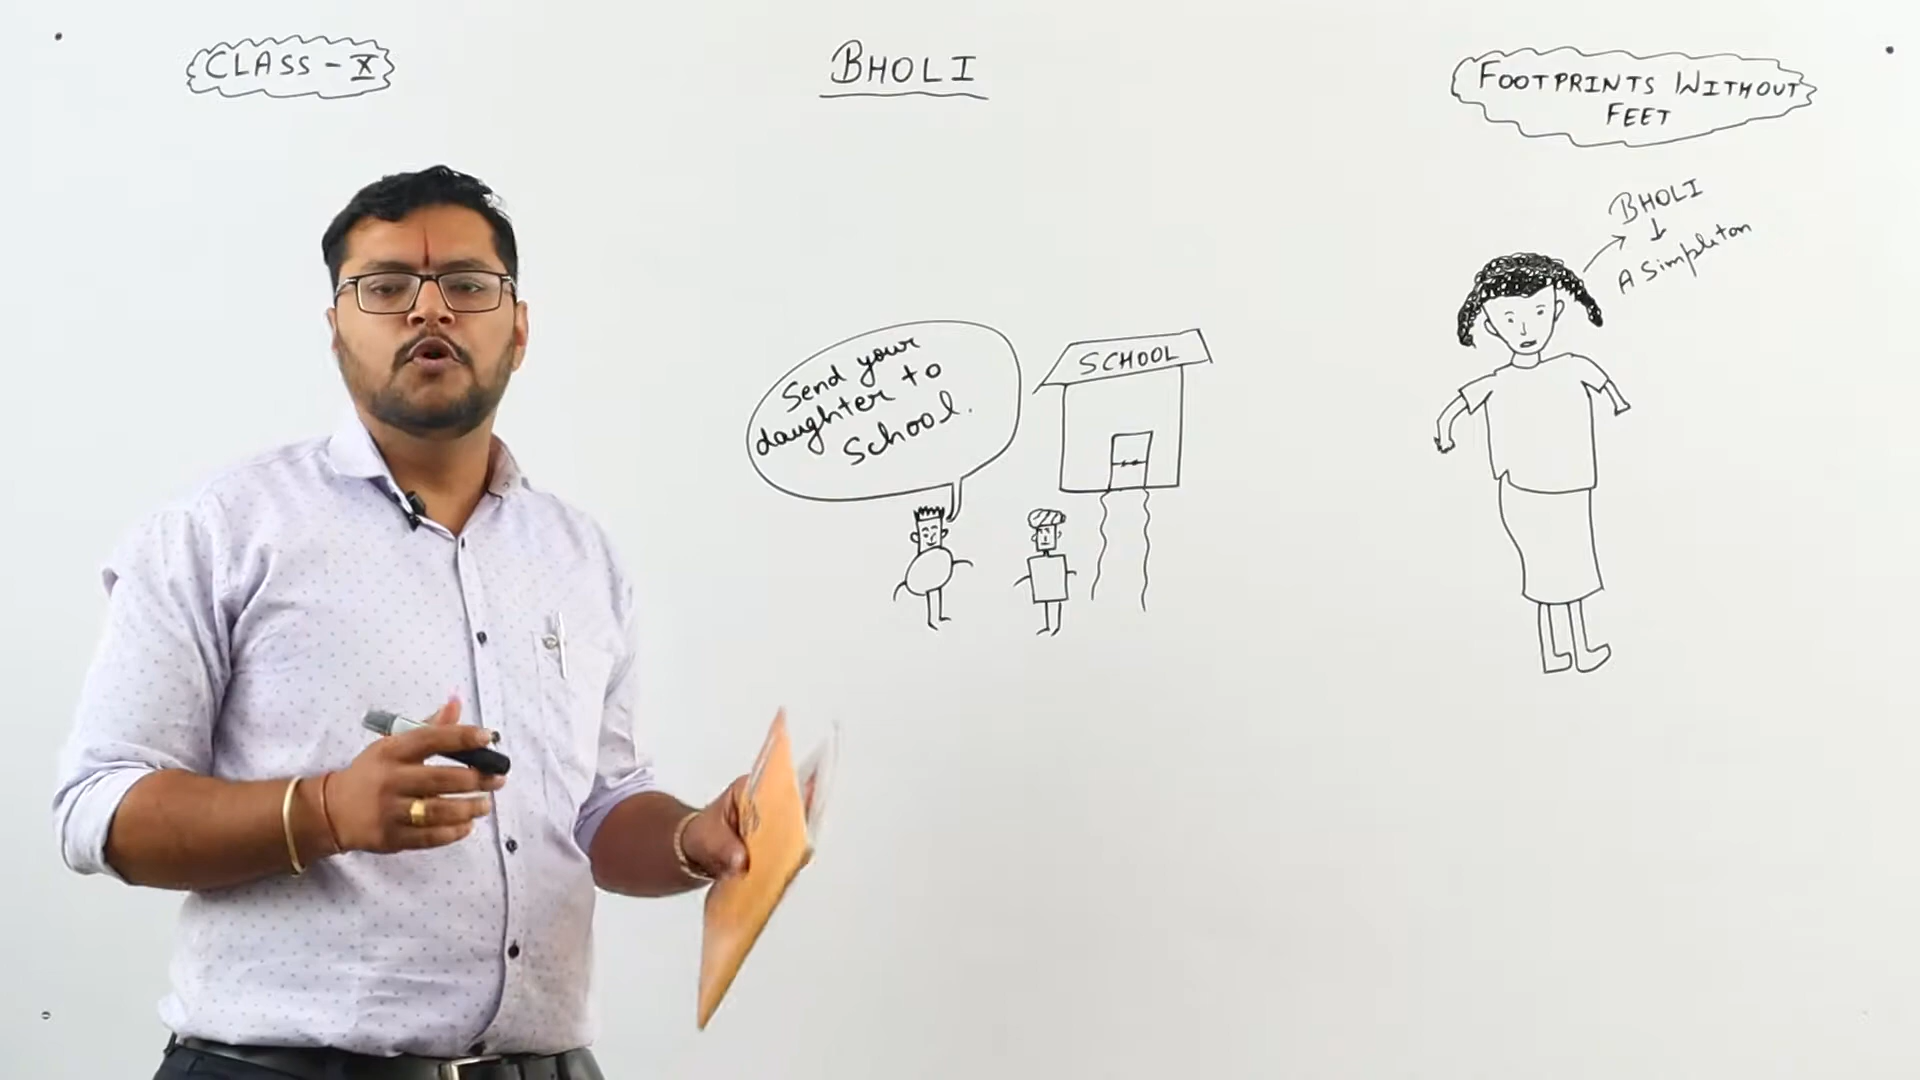 CLASS - X
BHOLI
FOOTPRINTS WITHOUT
FEET
BHOLI
A Simpleton
Send your
daughter to
School.
SCHOOL